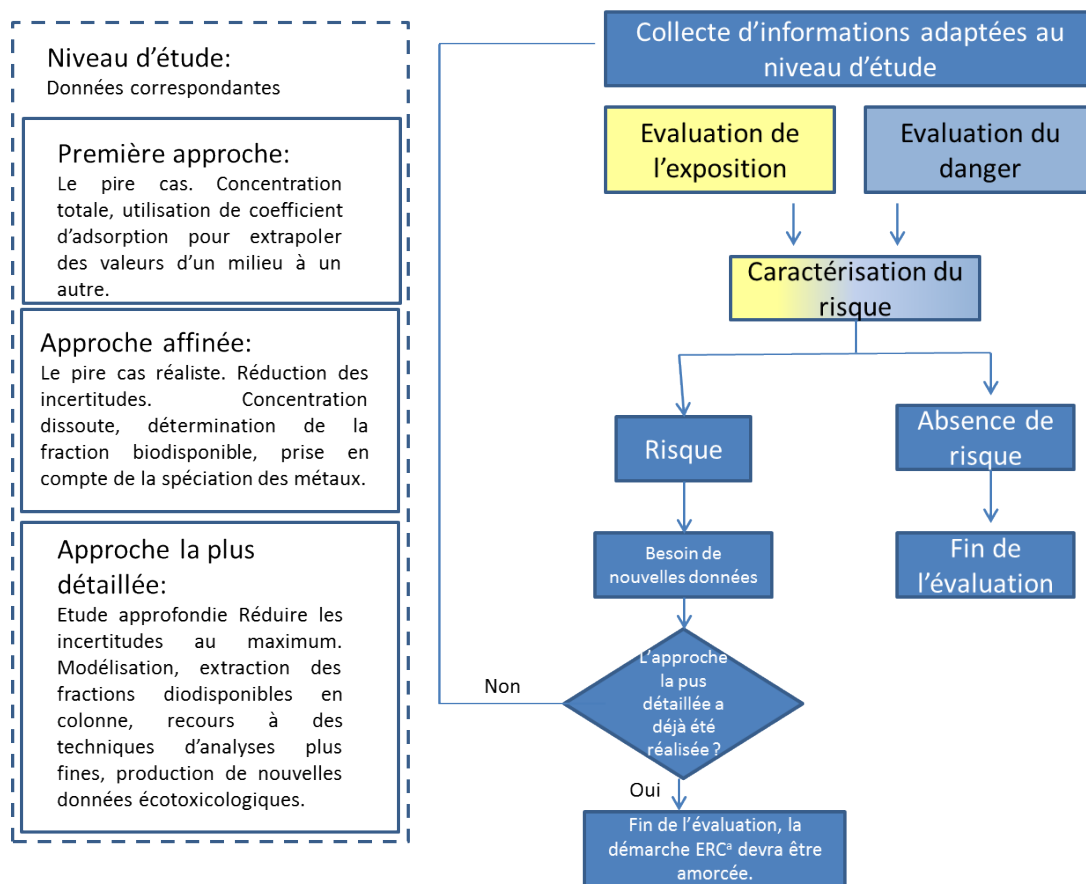 Niveau d'étude:
Données correspondantes
Première approche:
Le pire cas. Concentration
totale, utilisation de coefficient
d'adsorption pour extrapoler
des valeurs d'un milieu à un
autre.
Approche affinée:
Le pire cas réaliste. Réduction des
incertitudes. Concentration
dissoute, détermination de la
fraction biodisponible, prise en
compte de la spéciation des métaux.
Approche la plus
détaillée:
Etude approfondie Réduire les
incertitudes au maximum.
Modélisation, extraction des
fractions biodisponibles en
colonne, recours à des
techniques d'analyses plus
fines, production de nouvelles
données écotoxicologiques.
Collecte d'informations adaptées au
niveau d'étude
Evaluation de
l'exposition
Evaluation du
danger
Caractérisation du
risque
Risque
Absence de
risque
Besoin de
nouvelles données
Fin de
l'évaluation
L'approche
la pus
détaillée a
déjà été
réalisée ?
Non
Oui
Fin de l'évaluation, la
démarche ERCª devra être
amorcée.